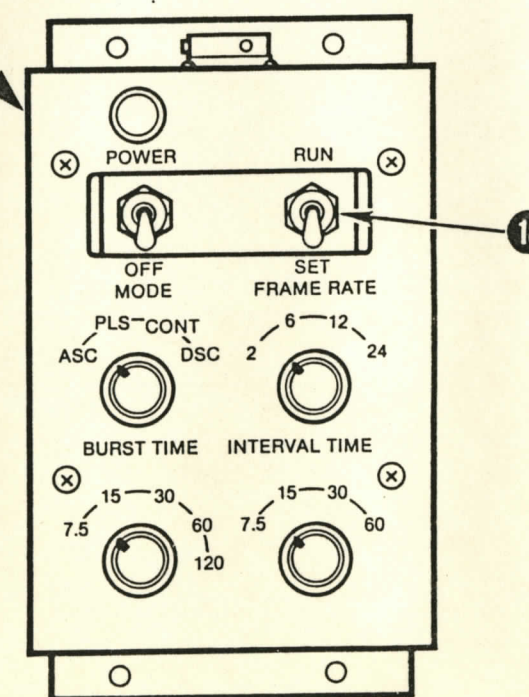 POWER RUN
1
OFF SET
MODE FRAME RATE
ASC PLS CONT DSC
2 6 12 24
BURST TIME INTERVAL TIME
7.5 15 30 60 120
7.5 15 30 60